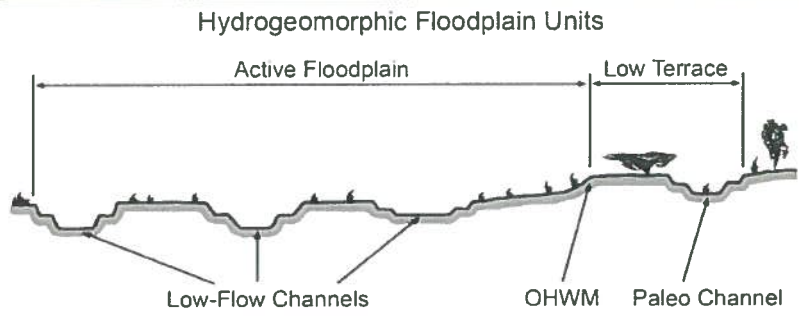 Hydrogeomorphic Floodplain Units
Active Floodplain
Low Terrace
Low-Flow Channels
OHWM
Paleo Channel